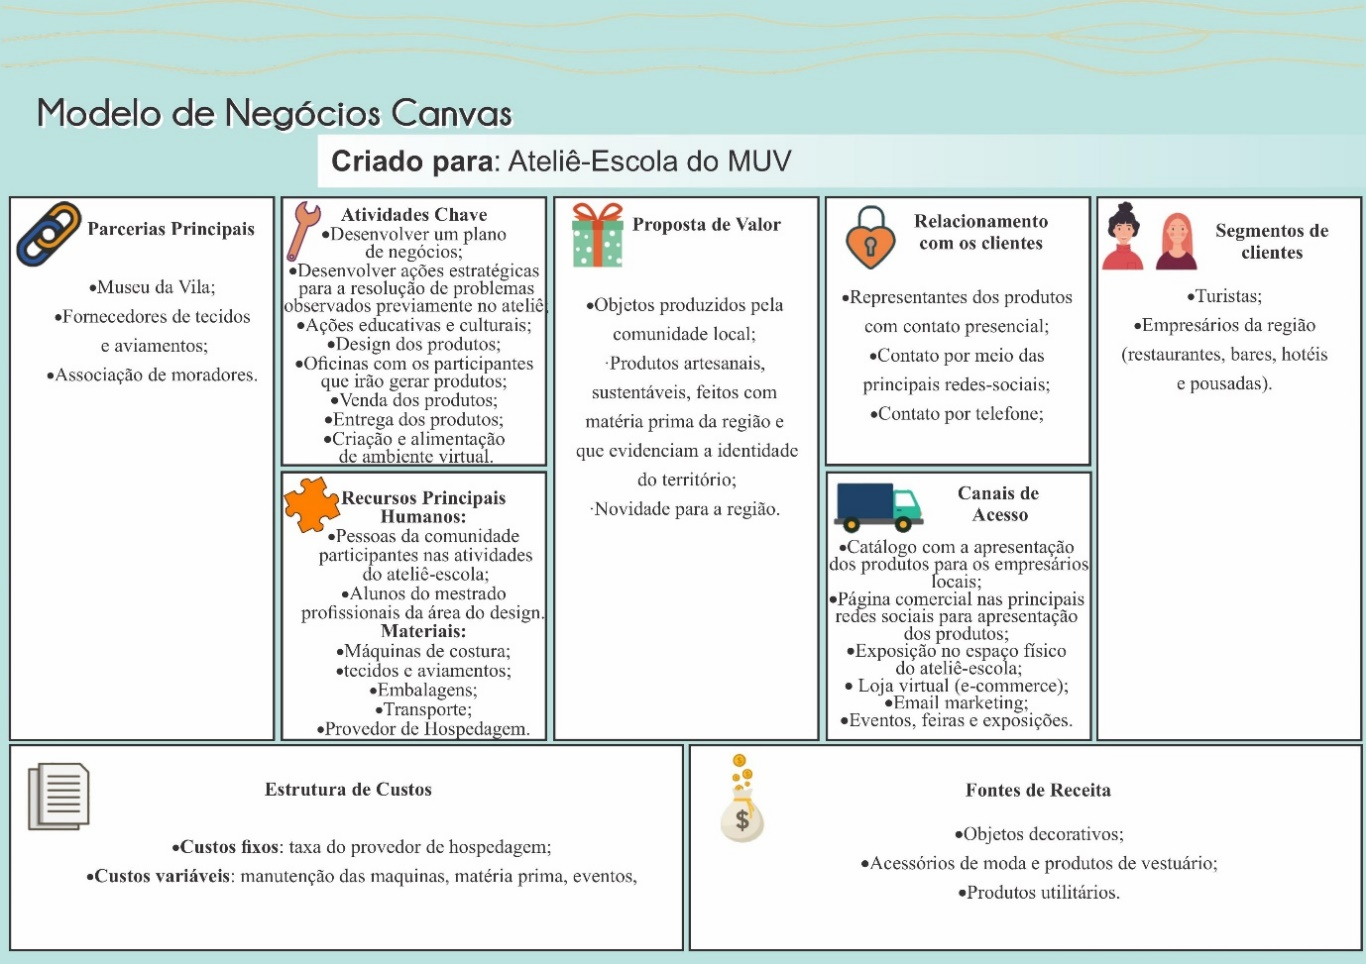 Modelo de Negócios Canvas
Criado para: Ateliê-Escola do MUV
Parcerias Principais
•Museu da Vila;
•Fornecedores de tecidos
e aviamentos;
•Associação de moradores.
Atividades Chave
•Desenvolver um plano
de negócios;
•Desenvolver ações estratégicas
para a resolução de problemas
observados previamente no ateliê;
•Ações educativas e culturais;
•Design dos produtos;
•Oficinas com os participantes
que irão gerar produtos;
•Venda dos produtos;
•Entrega dos produtos;
•Criação e alimentação
de ambiente virtual.
Recursos Principais
Humanos:
•Pessoas da comunidade
participantes nas atividades
do ateliê-escola;
•Alunos do mestrado
profissionais da área do design.
Materiais:
•Máquinas de costura;
•tecidos e aviamentos;
•Embalagens;
•Transporte;
•Provedor de Hospedagem.
Proposta de Valor
•Objetos produzidos pela
comunidade local;
·Produtos artesanais,
sustentáveis, feitos com
matéria prima da região e
que evidenciam a identidade
do território;
·Novidade para a região.
Relacionamento
com os clientes
•Representantes dos produtos
com contato presencial;
•Contato por meio das
principais redes-sociais;
•Contato por telefone;
Canais de
Acesso
•Catálogo com a apresentação
dos produtos para os empresários
locais;
•Página comercial nas principais
redes sociais para apresentação
dos produtos;
•Exposição no espaço físico
do ateliê-escola;
• Loja virtual (e-commerce);
•Email marketing;
•Eventos, feiras e exposições.
Segmentos de
clientes
•Turistas;
•Empresários da região
(restaurantes, bares, hotéis
e pousadas).
Estrutura de Custos
•Custos fixos: taxa do provedor de hospedagem;
•Custos variáveis: manutenção das maquinas, matéria prima, eventos,
$
Fontes de Receita
•Objetos decorativos;
•Acessórios de moda e produtos de vestuário;
•Produtos utilitários.